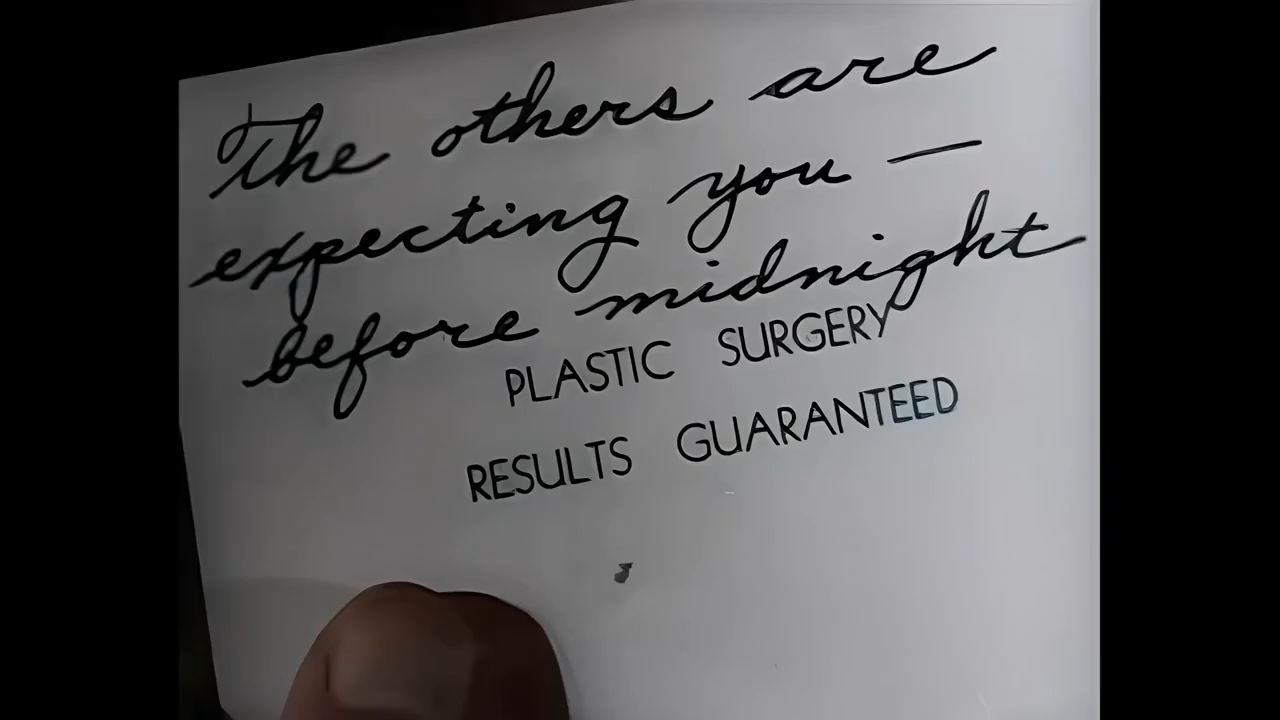 The others are
expecting you —
before midnight
PLASTIC SURGERY
RESULTS GUARANTEED